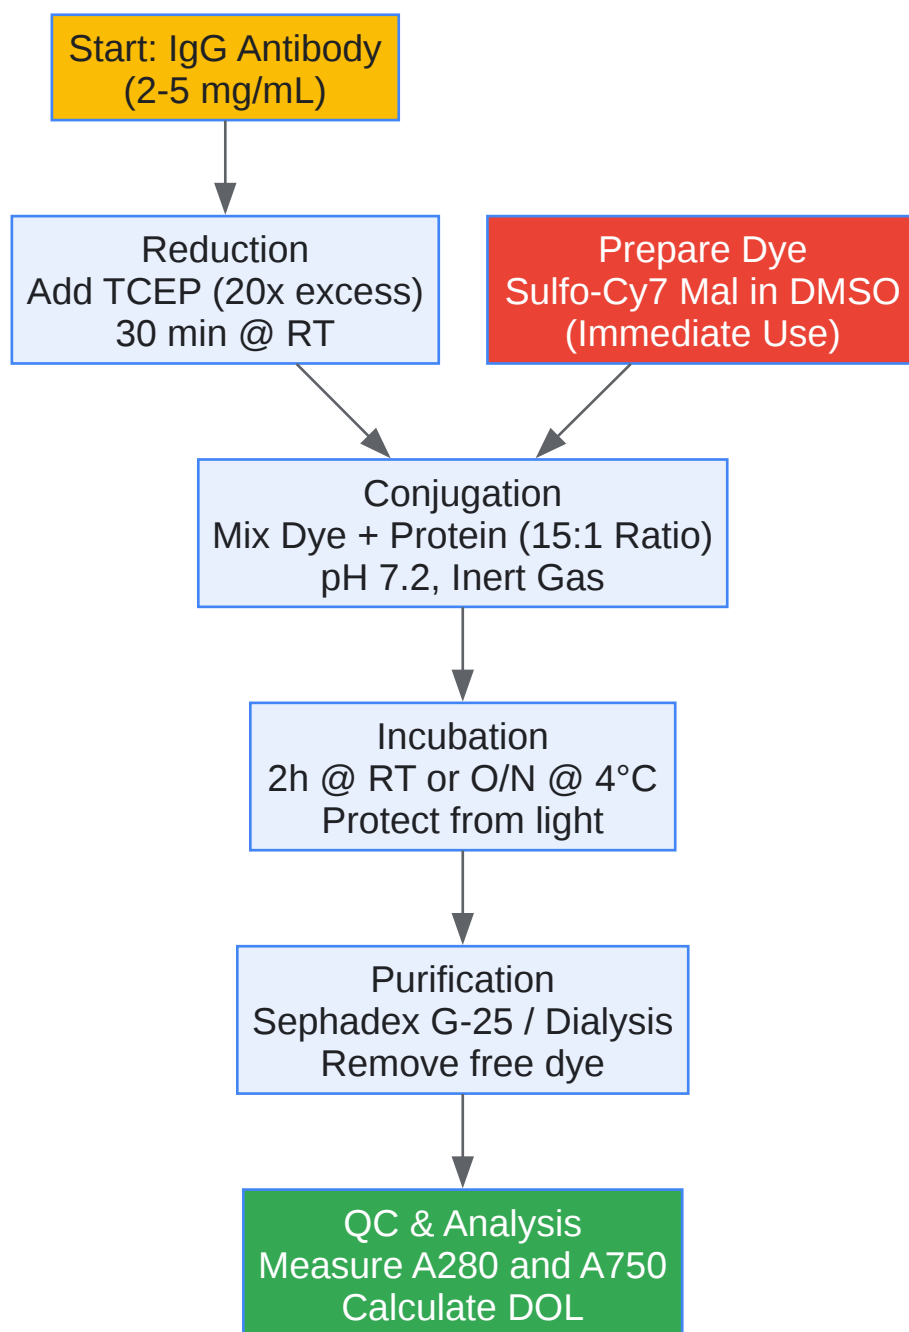 Start: IgG Antibody
(2-5 mg/mL)
Reduction
Add TCEP (20x excess)
30 min @ RT
Prepare Dye
Sulfo-Cy7 Mal in DMSO
(Immediate Use)
Conjugation
Mix Dye + Protein (15:1 Ratio)
pH 7.2, Inert Gas
Incubation
2h @ RT or O/N @ 4°C
Protect from light
Purification
Sephadex G-25 / Dialysis
Remove free dye
QC & Analysis
Measure A280 and A750
Calculate DOL